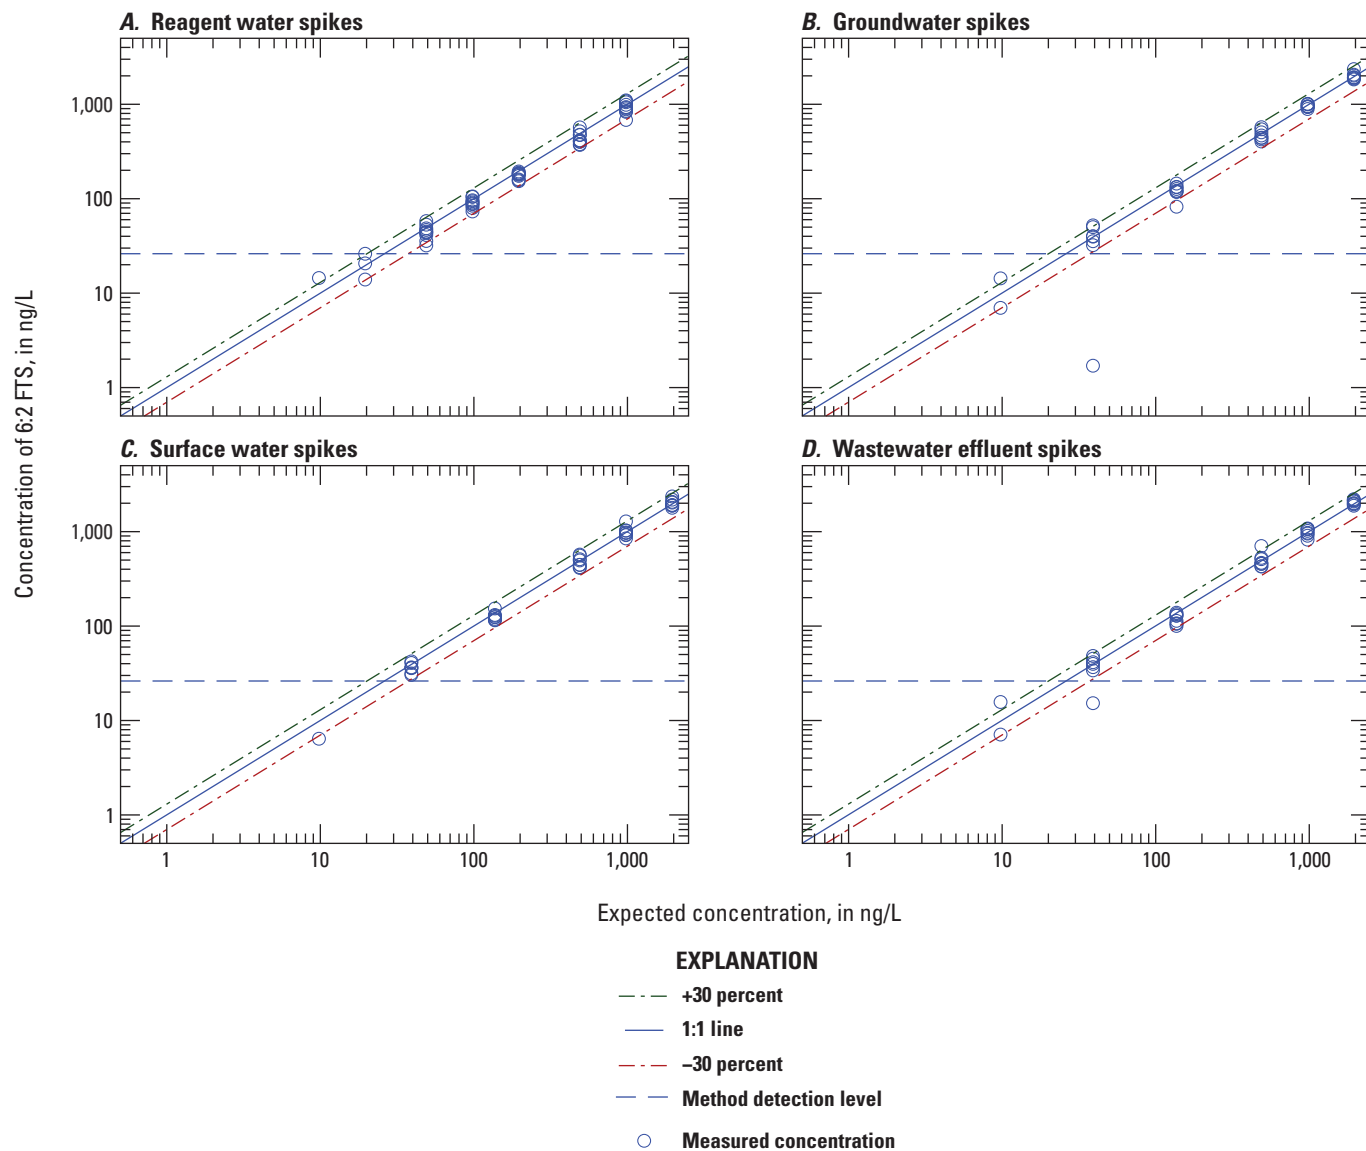 A. Reagent water spikes
B. Groundwater spikes
1,000
100
10
1
1,000
100
10
1
C. Surface water spikes
D. Wastewater effluent spikes
1,000
100
10
1
1,000
100
10
1
1 10 100 1,000
1 10 100 1,000
Concentration of 6:2 FTS, in ng/L
Expected concentration, in ng/L
EXPLANATION
+30 percent
1:1 line
–30 percent
Method detection level
Measured concentration